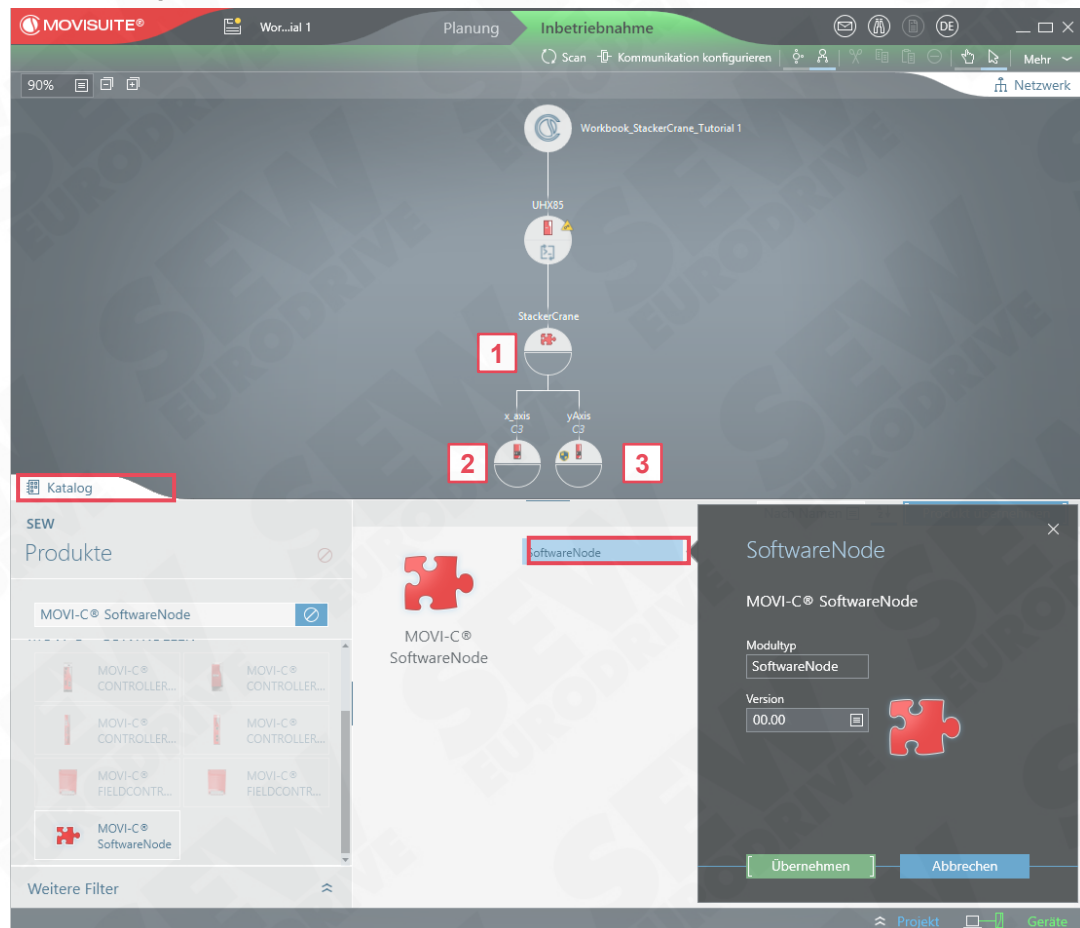 MOVISUITE®
Wor...ial 1
Planung
Inbetriebnahme
DE
Scan
Kommunikation konfigurieren
Mehr
90%
Netzwerk
Workbook_StackerCrane_Tutorial 1
UHX85
StackerCrane
1
x_axis
C3
yAxis
C3
2
3
Katalog
SEW
Produkte
MOVI-C® SoftwareNode
MOVI-C®
CONTROLLER...
MOVI-C®
CONTROLLER...
MOVI-C®
CONTROLLER...
MOVI-C®
CONTROLLER...
MOVI-C®
FIELDCONTR...
MOVI-C®
FIELDCONTR...
MOVI-C®
SoftwareNode
Weitere Filter
MOVI-C®
SoftwareNode
SoftwareNode
SoftwareNode
MOVI-C® SoftwareNode
Modultyp
SoftwareNode
Version
00.00
Übernehmen
Abbrechen
Projekt
Geräte
SEW
EURODRIVE